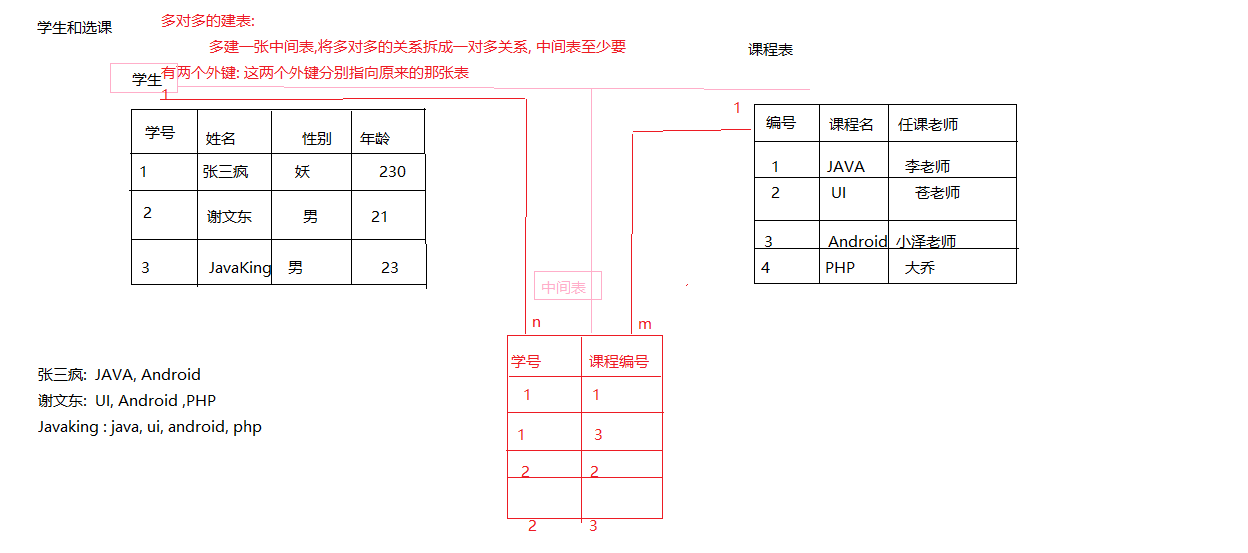 学生和选课
多对多的建表:
多建一张中间表,将多对多的关系拆成一对多关系, 中间表至少要
有两个外键: 这两个外键分别指向原来的那张表
课程表
学生
1
1
学号 姓名 性别 年龄
1 张三疯 妖 230
2 谢文东 男 21
3 JavaKing 男 23
编号 课程名 任课老师
1 JAVA 李老师
2 UI 苍老师
3 Android 小泽老师
4 PHP 大乔
中间表
n
m
学号 课程编号
1 1
1 3
2 2
2 3
张三疯: JAVA, Android
谢文东: UI, Android ,PHP
Javaking : java, ui, android, php